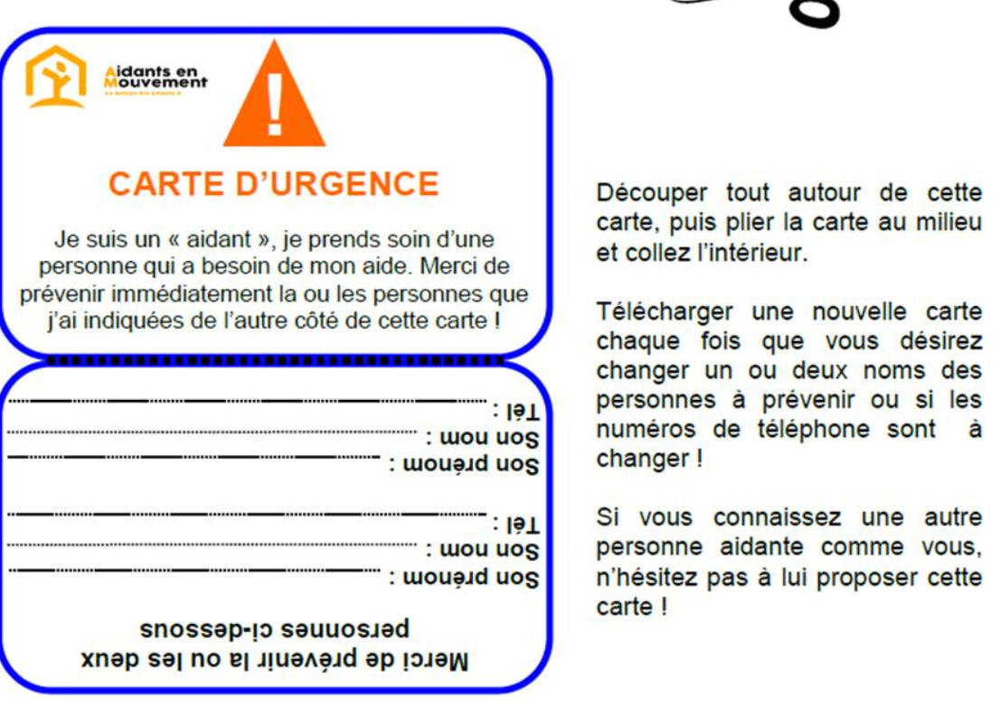 Aidants en
Mouvement
CARTE D’URGENCE
Je suis un « aidant », je prends soin d’une
personne qui a besoin de mon aide. Merci de
prévenir immédiatement la ou les personnes que
j’ai indiquées de l’autre côté de cette carte !
Merci de prévenir la ou les deux
personnes ci-dessous
Son prénom :
Son nom :
Tél :
Son prénom :
Son nom :
Tél :
Découper tout autour de cette
carte, puis plier la carte au milieu
et collez l’intérieur.
Télécharger une nouvelle carte
chaque fois que vous désirez
changer un ou deux noms des
personnes à prévenir ou si les
numéros de téléphone sont à
changer !
Si vous connaissez une autre
personne aidante comme vous,
n’hésitez pas à lui proposer cette
carte !